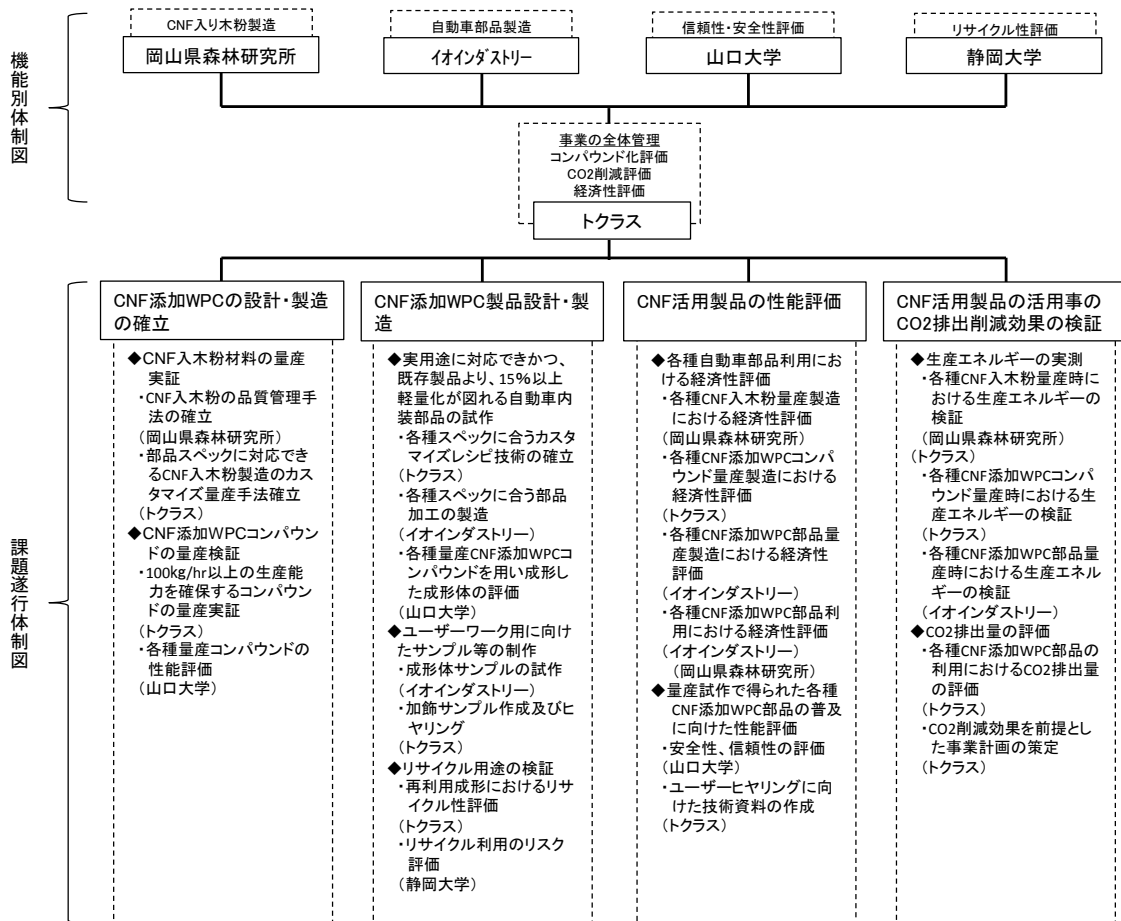 機能別体制図
CNF入り木粉製造
岡山県森林研究所
自動車部品製造
イオインダストリー
信頼性・安全性評価
山口大学
リサイクル性評価
静岡大学
事業の全体管理
コンパウンド化評価
CO2削減評価
経済性評価
トクラス
課題遂行体制図
CNF添加WPCの設計・製造
の確立
◆CNF入木粉材料の量産
実証
・CNF入木粉の品質管理手
法の確立
(岡山県森林研究所)
・部品スペックに対応でき
るCNF入木粉製造のカス
タマイズ量産手法確立
(トクラス)
◆CNF添加WPCコンパウン
ドの量産検証
・100kg/hr以上の生産能
力を確保するコンパウン
ドの量産実証
(トクラス)
・各種量産コンパウンドの
性能評価
(山口大学)
CNF添加WPC製品設計・製
造
◆実用途に対応できかつ、
既存製品より、15%以上
軽量化が図れる自動車内
装部品の試作
・各種スペックに合うカスタ
マイズレシピ技術の確立
(トクラス)
・各種スペックに合う部品
加工の製造
(イオインダストリー)
・各種量産CNF添加WPCコ
ンパウンドを用い成形し
た成形体の評価
(山口大学)
◆ユーザーワーク用に向け
たサンプル等の制作
・成形体サンプルの試作
(イオインダストリー)
・加飾サンプル作成及びヒ
ヤリング
(トクラス)
◆リサイクル用途の検証
・再利用成形におけるリサ
イクル性評価
(トクラス)
・リサイクル利用のリスク
評価
(静岡大学)
CNF活用製品の性能評価
◆各種自動車部品利用にお
ける経済性評価
・各種CNF入木粉量産製造
における経済性評価
(岡山県森林研究所)
・各種CNF添加WPCコンパ
ウンド量産製造における
経済性評価
(トクラス)
・各種CNF添加WPC部品量
産製造における経済性
評価
(イオインダストリー)
・各種CNF添加WPC部品利
用における経済性評価
(イオインダストリー)
(岡山県森林研究所)
◆量産試作で得られた各種
CNF添加WPC部品の普及
に向けた性能評価
・安全性、信頼性の評価
(山口大学)
・ユーザーヒヤリングに向
けた技術資料の作成
(トクラス)
CNF活用製品の活用事の
CO2排出削減効果の検証
◆生産エネルギーの実測
・各種CNF入木粉量産時に
おける生産エネルギーの
検証
(岡山県森林研究所)
(トクラス)
・各種CNF添加WPCコンパ
ウンド量産時における生
産エネルギーの検証
(トクラス)
・各種CNF添加WPC部品量
産時における生産エネル
ギーの検証
(イオインダストリー)
◆CO2排出量の評価
・各種CNF添加WPC部品の
利用におけるCO2排出量
の評価
(トクラス)
・CO2削減効果を前提とし
た事業計画の策定
(トクラス)